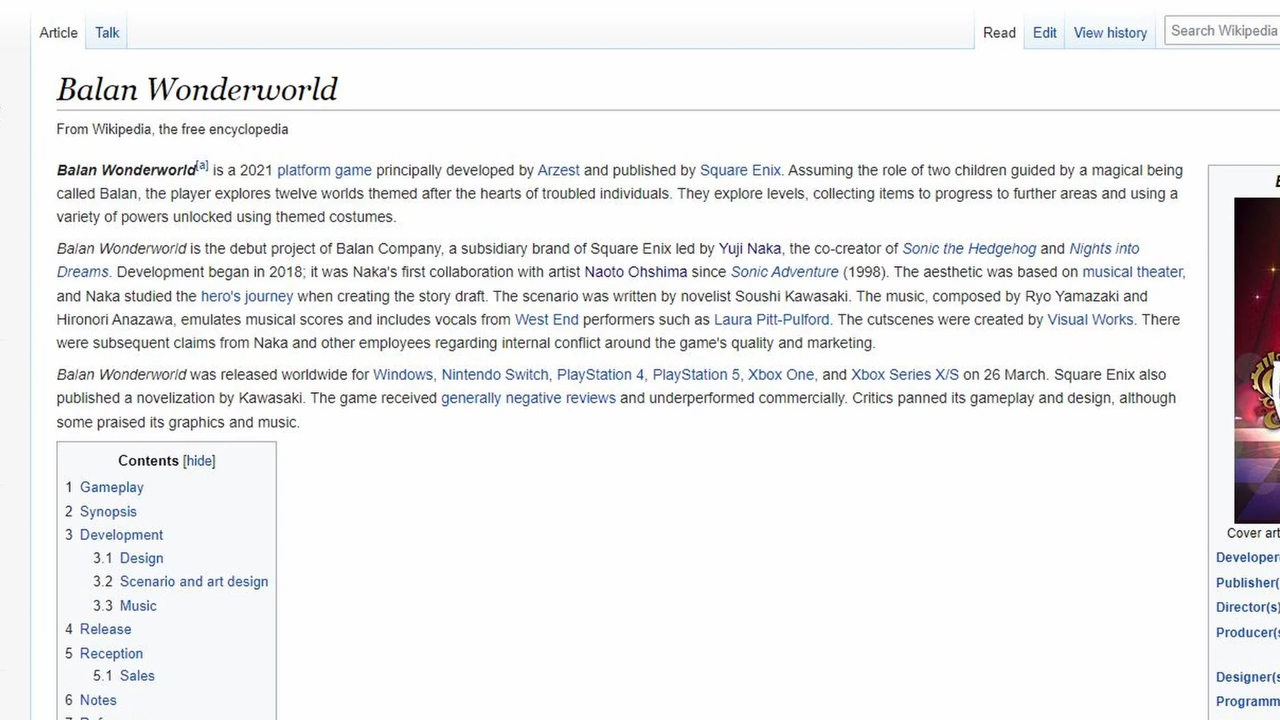 Article Talk Read Edit View history Search Wikipedia
Balan Wonderworld
From Wikipedia, the free encyclopedia
Balan Wonderworld[a] is a 2021 platform game principally developed by Arzest and published by Square Enix. Assuming the role of two children guided by a magical being
called Balan, the player explores twelve worlds themed after the hearts of troubled individuals. They explore levels, collecting items to progress to further areas and using a
variety of powers unlocked using themed costumes.
Balan Wonderworld is the debut project of Balan Company, a subsidiary brand of Square Enix led by Yuji Naka, the co-creator of Sonic the Hedgehog and Nights into
Dreams. Development began in 2018; it was Naka's first collaboration with artist Naoto Ohshima since Sonic Adventure (1998). The aesthetic was based on musical theater,
and Naka studied the hero's journey when creating the story draft. The scenario was written by novelist Soushi Kawasaki. The music, composed by Ryo Yamazaki and
Hironori Anazawa, emulates musical scores and includes vocals from West End performers such as Laura Pitt-Pulford. The cutscenes were created by Visual Works. There
were subsequent claims from Naka and other employees regarding internal conflict around the game's quality and marketing.
Balan Wonderworld was released worldwide for Windows, Nintendo Switch, PlayStation 4, PlayStation 5, Xbox One, and Xbox Series X/S on 26 March. Square Enix also
published a novelization by Kawasaki. The game received generally negative reviews and underperformed commercially. Critics panned its gameplay and design, although
some praised its graphics and music.
Contents [hide]
1 Gameplay
2 Synopsis
3 Development
3.1 Design
3.2 Scenario and art design
3.3 Music
4 Release
5 Reception
5.1 Sales
6 Notes
Cover art
Developer(
Publisher(
Director(s)
Producer(s
Designer(s
Programm